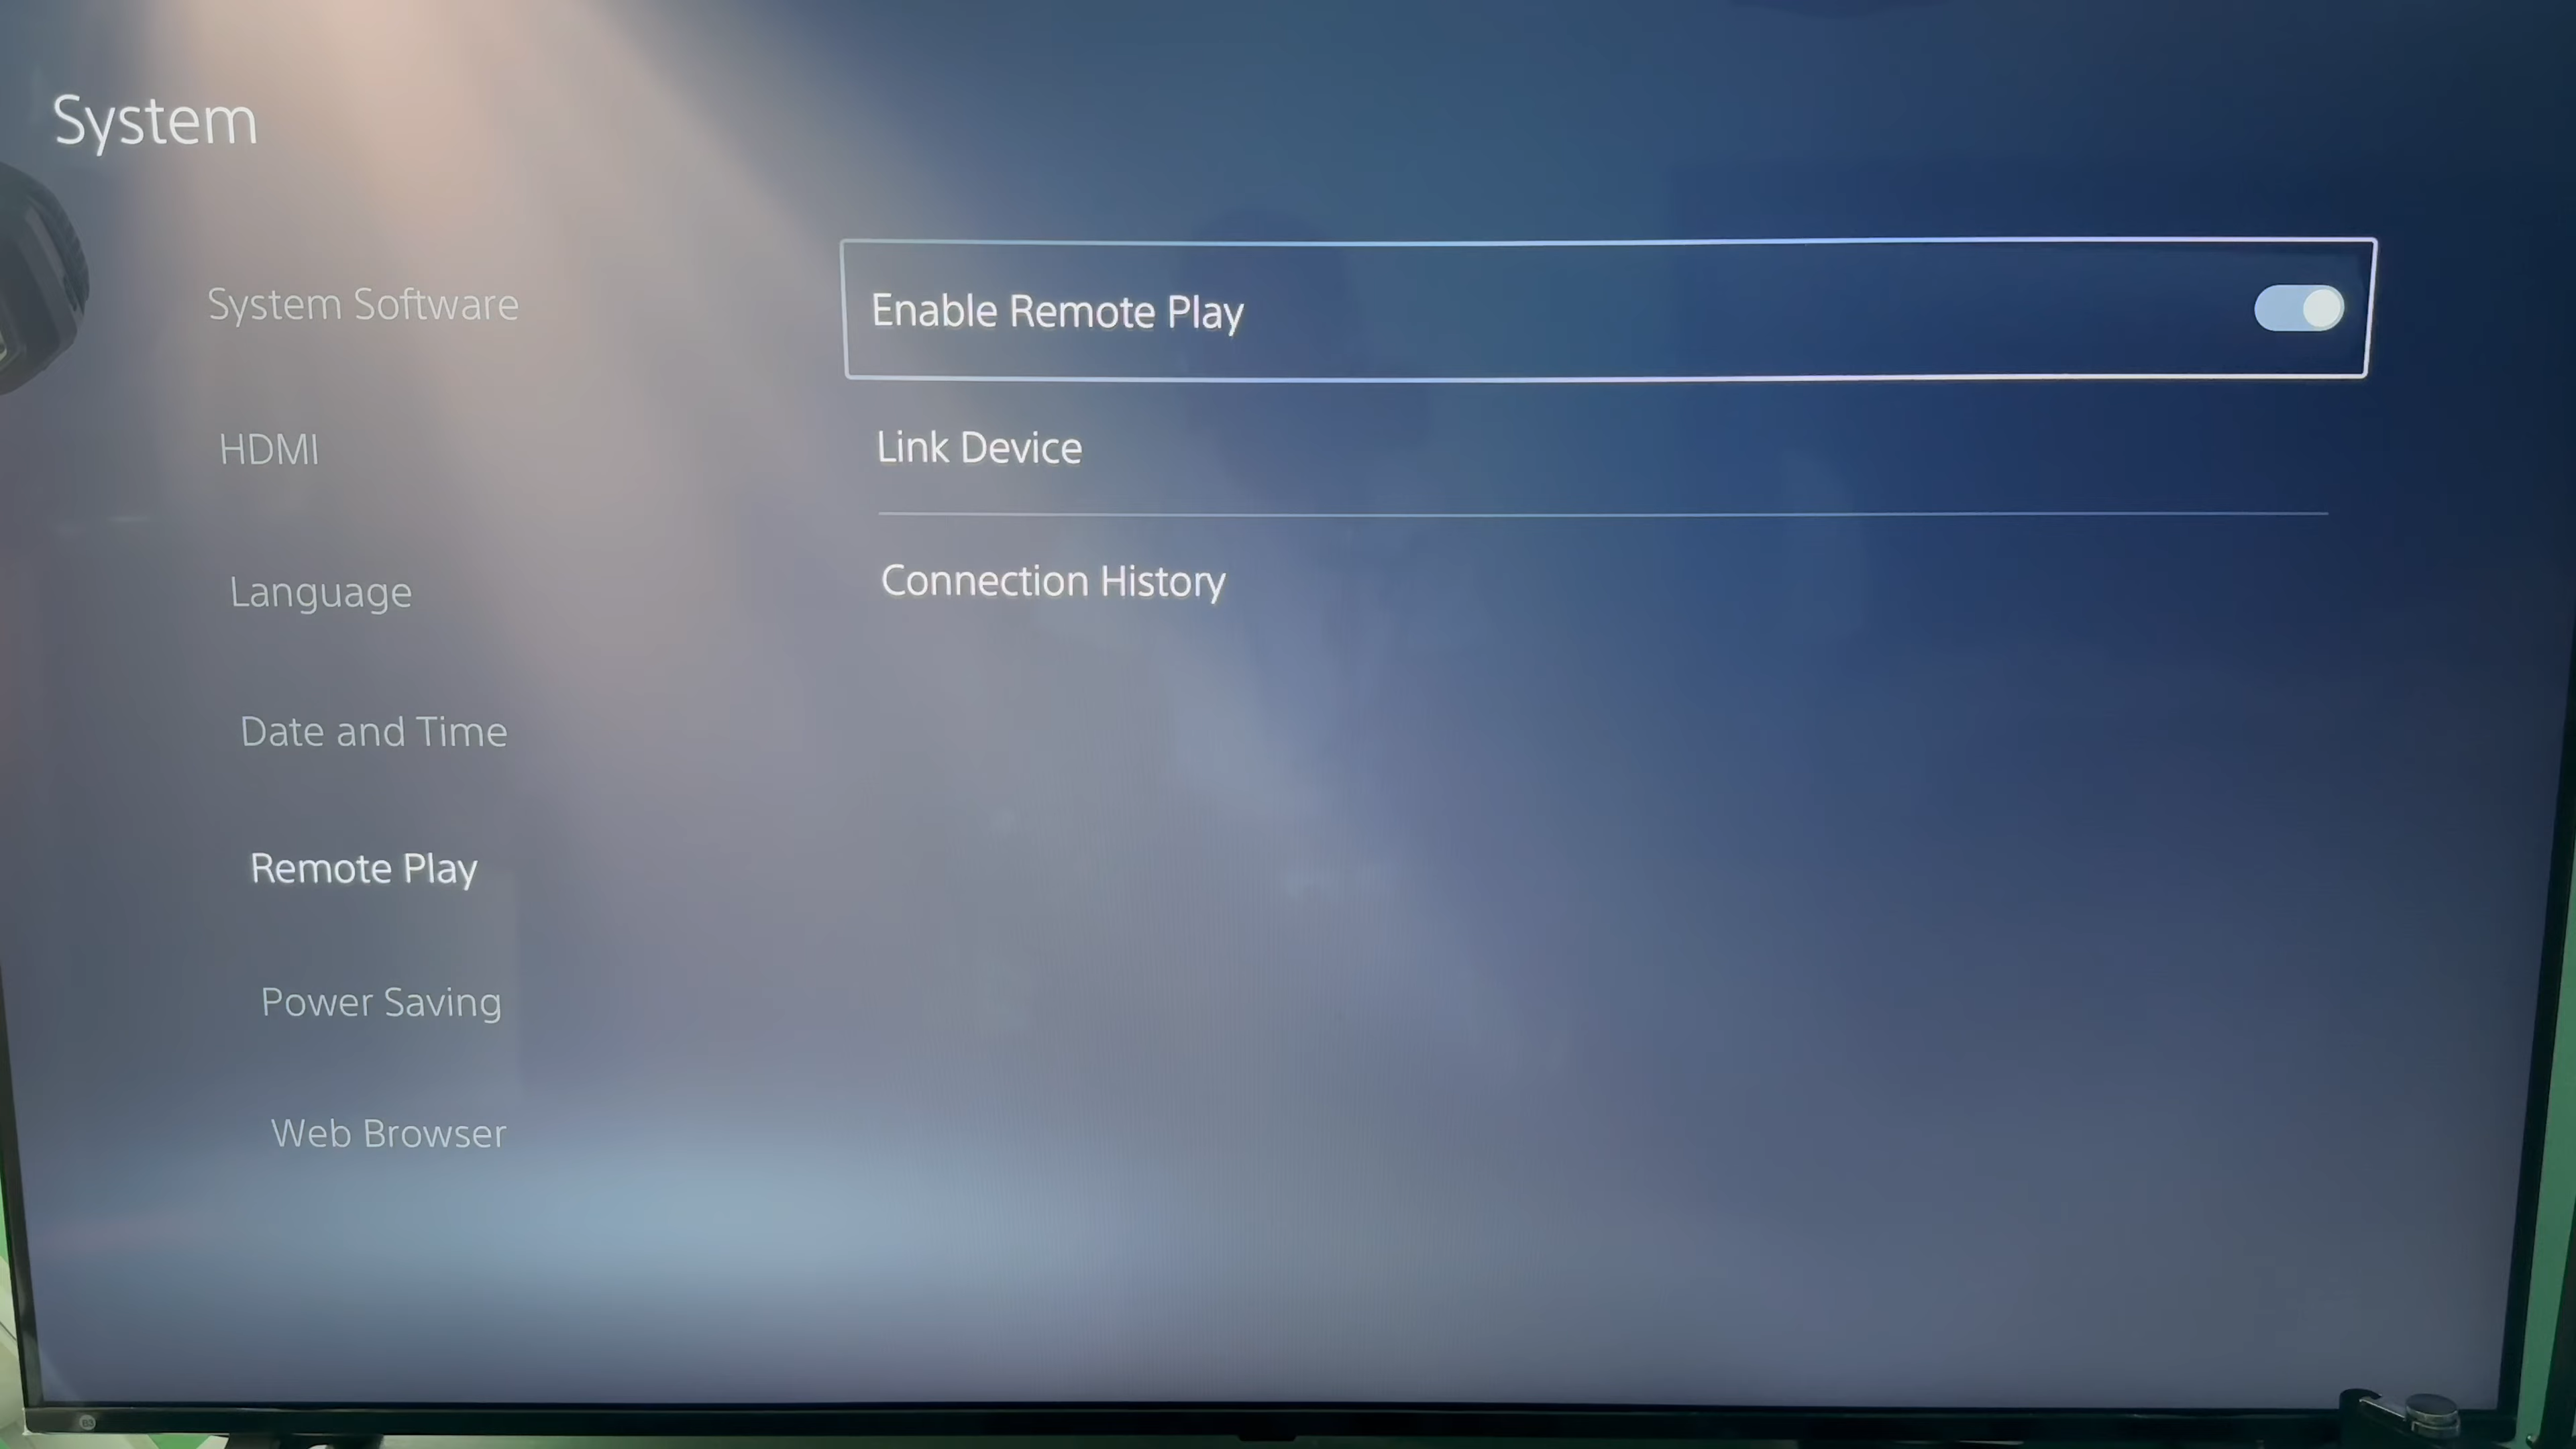 System
System Software
HDMI
Language
Date and Time
Remote Play
Power Saving
Web Browser
Enable Remote Play
Link Device
Connection History